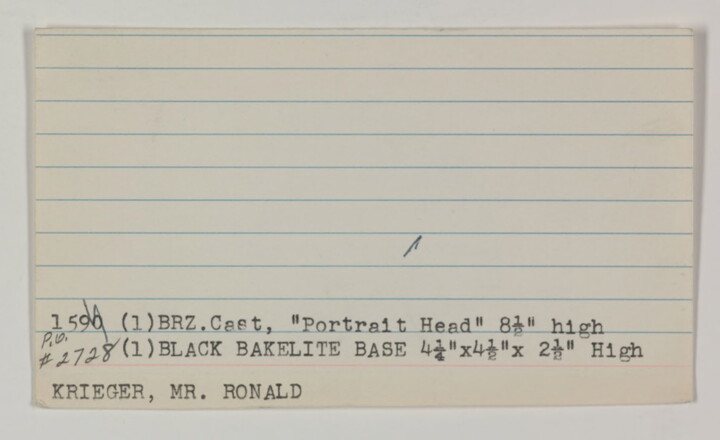 1590 (1)BRZ.Cast, "Portrait Head" 8½" high
P.O.
#2728 (1)BLACK BAKELITE BASE 4¼"x4½"x 2½" High
KRIEGER, MR. RONALD